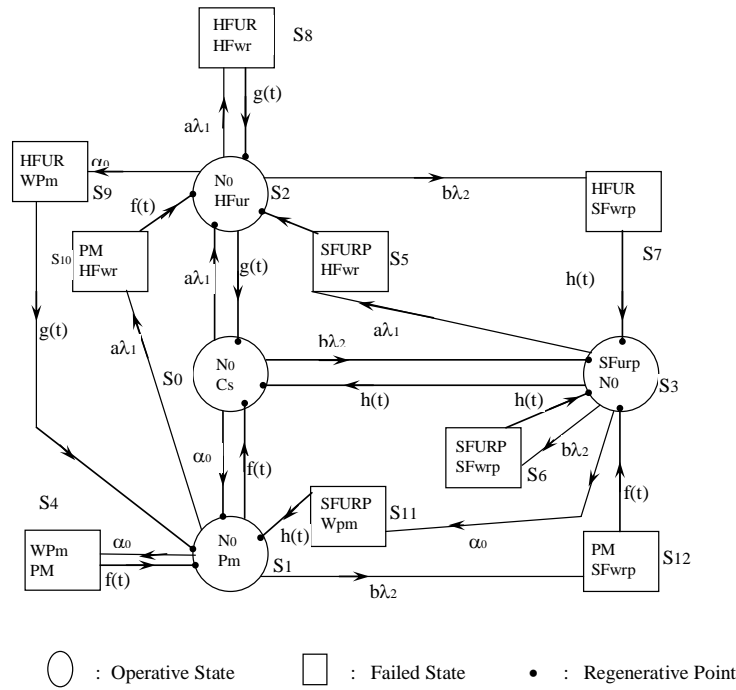 HFUR
HFwr
S8
g(t)
aλ1
HFUR
WPm
α0
S9
N0
HFur
S2
bλ2
HFUR
SFwrp
S7
f(t)
S10
PM
HFwr
SFURP
HFwr
S5
aλ1
g(t)
h(t)
g(t)
aλ1
aλ1
S0
N0
Cs
bλ2
h(t)
SFurp
N0
S3
h(t)
SFURP
SFwrp
bλ2
S6
α0
f(t)
f(t)
S4
SFURP
Wpm
S11
h(t)
α0
WPm
PM
α0
f(t)
N0
Pm
S1
bλ2
PM
SFwrp
S12
: Operative State
: Failed State
: Regenerative Point